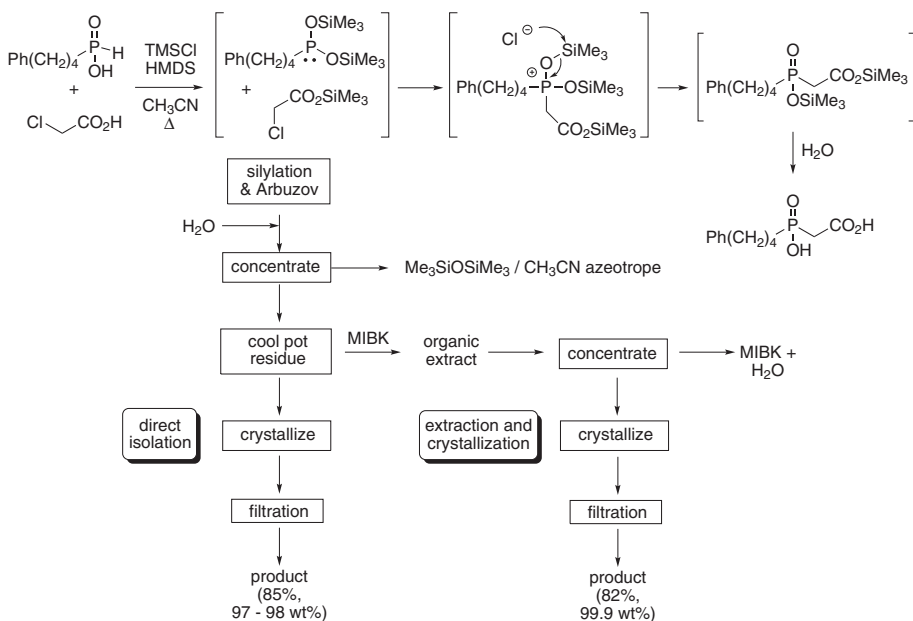 O
P
H
OH
Ph(CH2)4
+
Cl
CO2H
TMSCl
HMDS
CH3CN
Δ
OSiMe3
Ph(CH2)4
P
OSiMe3
+
CO2SiMe3
Cl
Cl ⊖
SiMe3
O
⊕
Ph(CH2)4
P
OSiMe3
CO2SiMe3
O
Ph(CH2)4
P
CO2SiMe3
OSiMe3
H2O
O
Ph(CH2)4
P
CO2H
OH
silylation
& Arbuzov
H2O
concentrate
Me3SiOSiMe3 / CH3CN azeotrope
cool pot
residue
MIBK
organic
extract
concentrate
MIBK +
H2O
direct
isolation
crystallize
extraction and
crystallization
crystallize
filtration
filtration
product
(85%,
97 - 98 wt%)
product
(82%,
99.9 wt%)